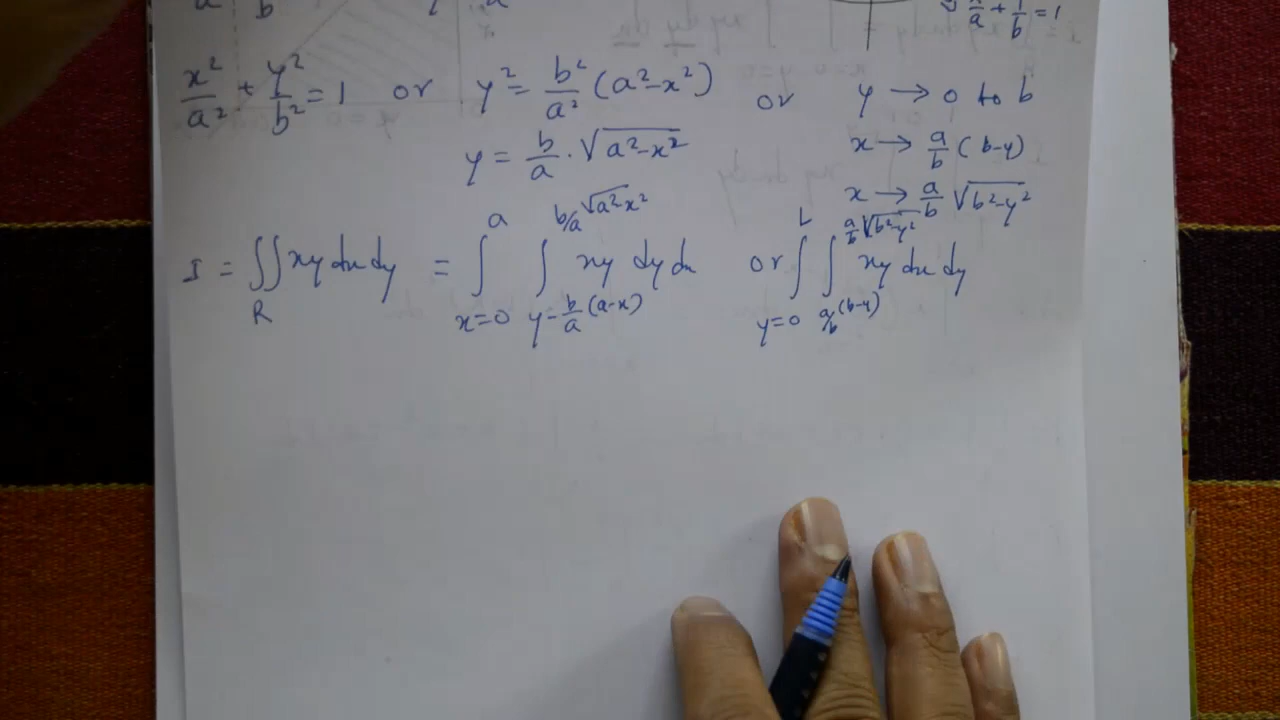 a b a x/a + y/b = 1
x²/a² + y²/b² = 1 or y² = b²/a² (a²-x²) or y → 0 to b
y = b/a . √(a²-x²) x → a/b (b-y)
x → a/b √(b²-y²)
I = ∬_R xy dx dy = ∫_{x=0}^{a} ∫_{y=b/a (a-x)}^{b/a √a² x²} xy dy dx or ∫_{y=0}^{b} ∫_{a/b (b-y)}^{a/b √(b²-y²)} xy dx dy